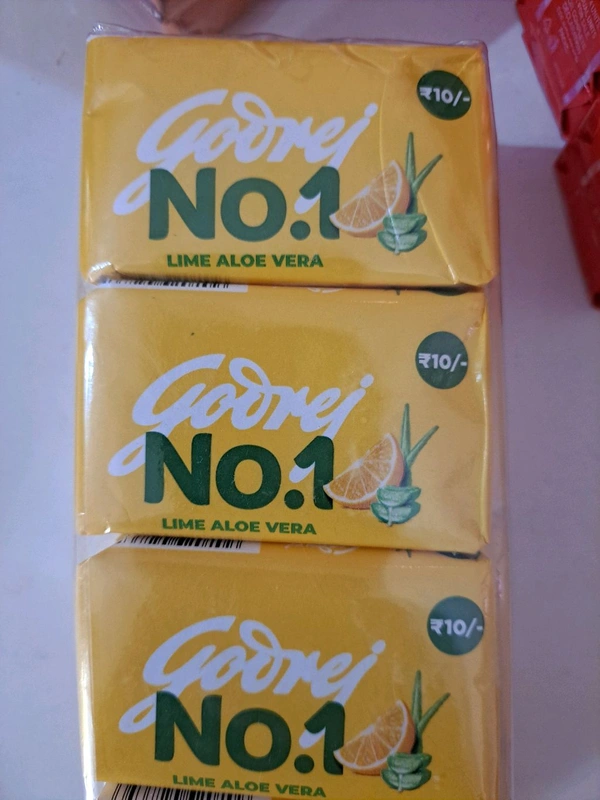 ₹10/-
Godrej
No.1
LIME ALOE VERA
₹10/-
Godrej
No.1
LIME ALOE VERA
₹10/-
Godrej
No.1
LIME ALOE VERA